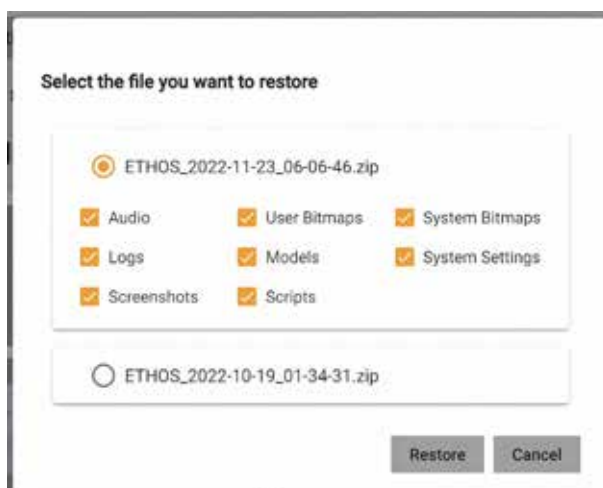 Select the file you want to restore
ETHOS_2022-11-23_06-06-46.zip
Audio User Bitmaps System Bitmaps
Logs Models System Settings
Screenshots Scripts
ETHOS_2022-10-19_01-34-31.zip
Restore Cancel